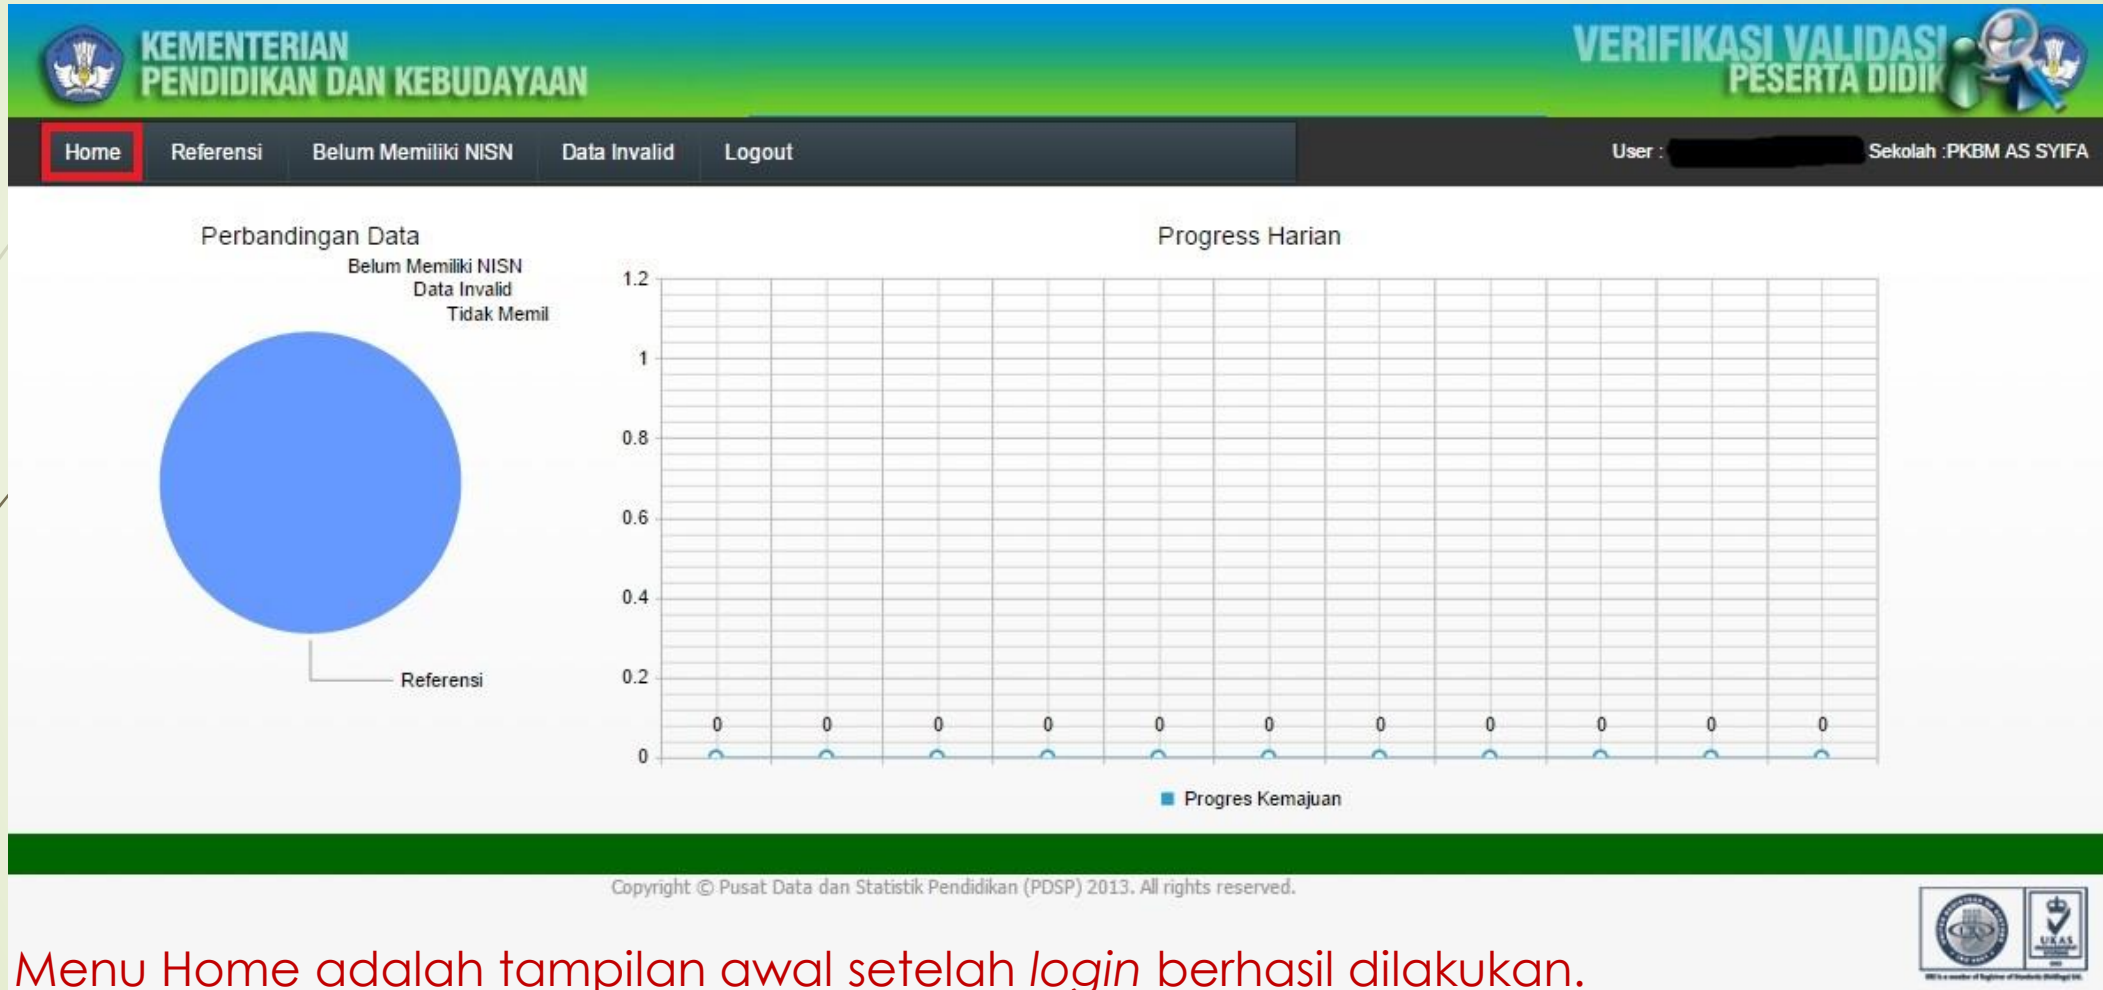 KEMENTERIAN
PENDIDIKAN DAN KEBUDAYAAN
VERIFIKASI VALIDASI
PESERTA DIDIK
Home Referensi Belum Memiliki NISN Data Invalid Logout User : Sekolah :PKBM AS SYIFA
Perbandingan Data
Belum Memiliki NISN
Data Invalid
Tidak Memil
Referensi
Progress Harian
1.2
1
0.8
0.6
0.4
0.2
0 0 0 0 0 0 0 0 0 0 0
0
Progres Kemajuan
Copyright © Pusat Data dan Statistik Pendidikan (PDSP) 2013. All rights reserved.
UKAS
Menu Home adalah tampilan awal setelah login berhasil dilakukan.